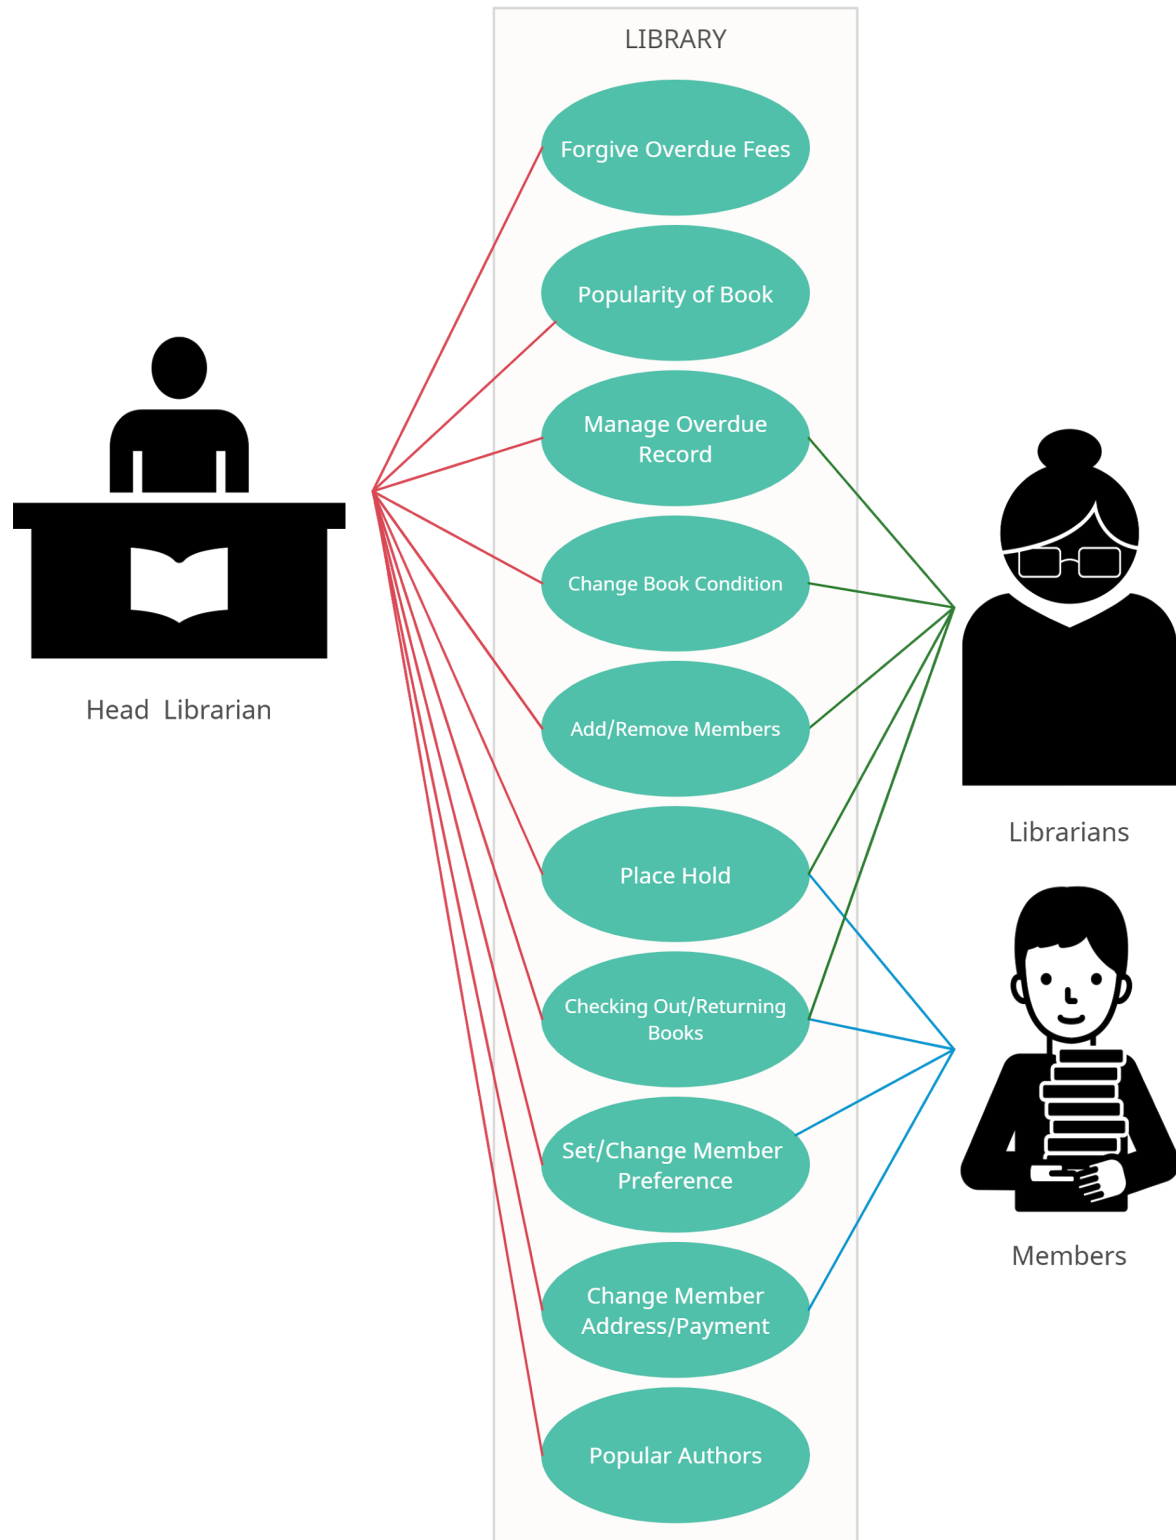 LIBRARY
Forgive Overdue Fees
Popularity of Book
Manage Overdue
Record
Change Book Condition
Add/Remove Members
Place Hold
Checking Out/Returning
Books
Set/Change Member
Preference
Change Member
Address/Payment
Popular Authors
Head Librarian
Librarians
Members